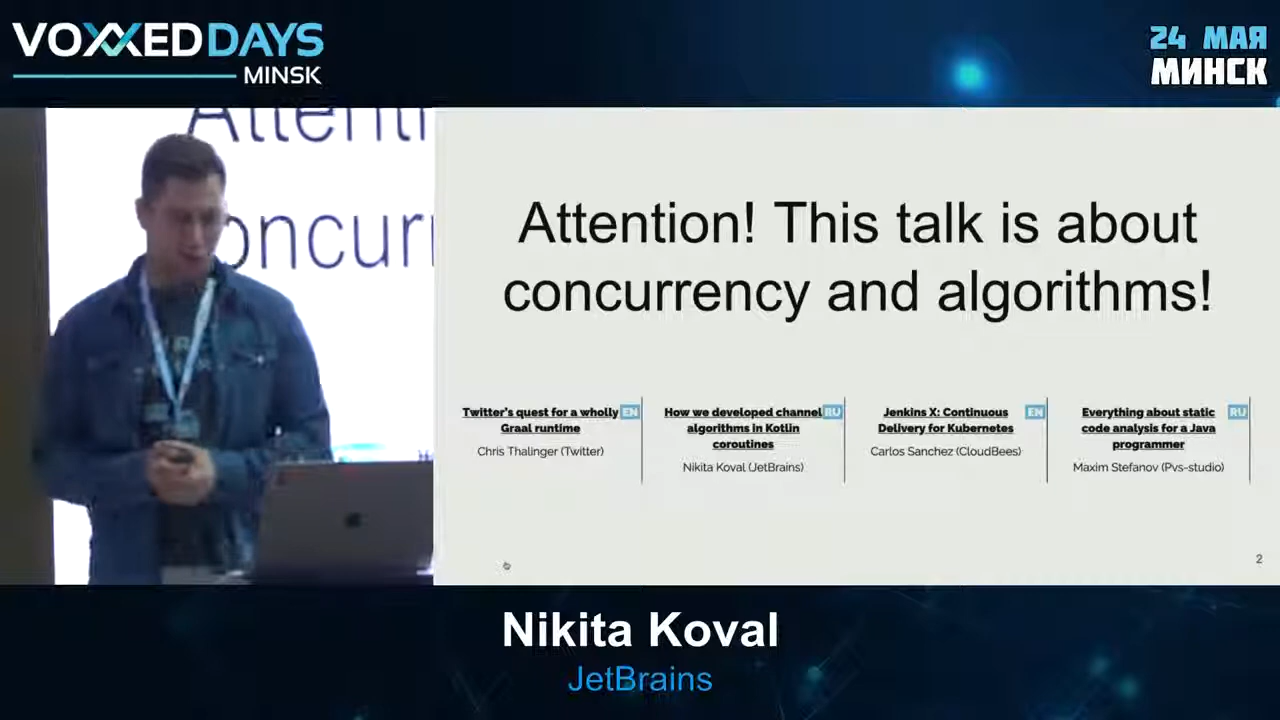 VOXXEDDAYS
MINSK
24 МАЯ
МИНСК
Attenti
oncurr
Attention! This talk is about
concurrency and algorithms!
Twitter's quest for a wholly EN
Graal runtime
Chris Thalinger (Twitter)
How we developed channel RU
algorithms in Kotlin
coroutines
Nikita Koval (JetBrains)
Jenkins X: Continuous EN
Delivery for Kubernetes
Carlos Sanchez (CloudBees)
Everything about static RU
code analysis for a Java
programmer
Maxim Stefanov (Pvs-studio)
2
Nikita Koval
JetBrains